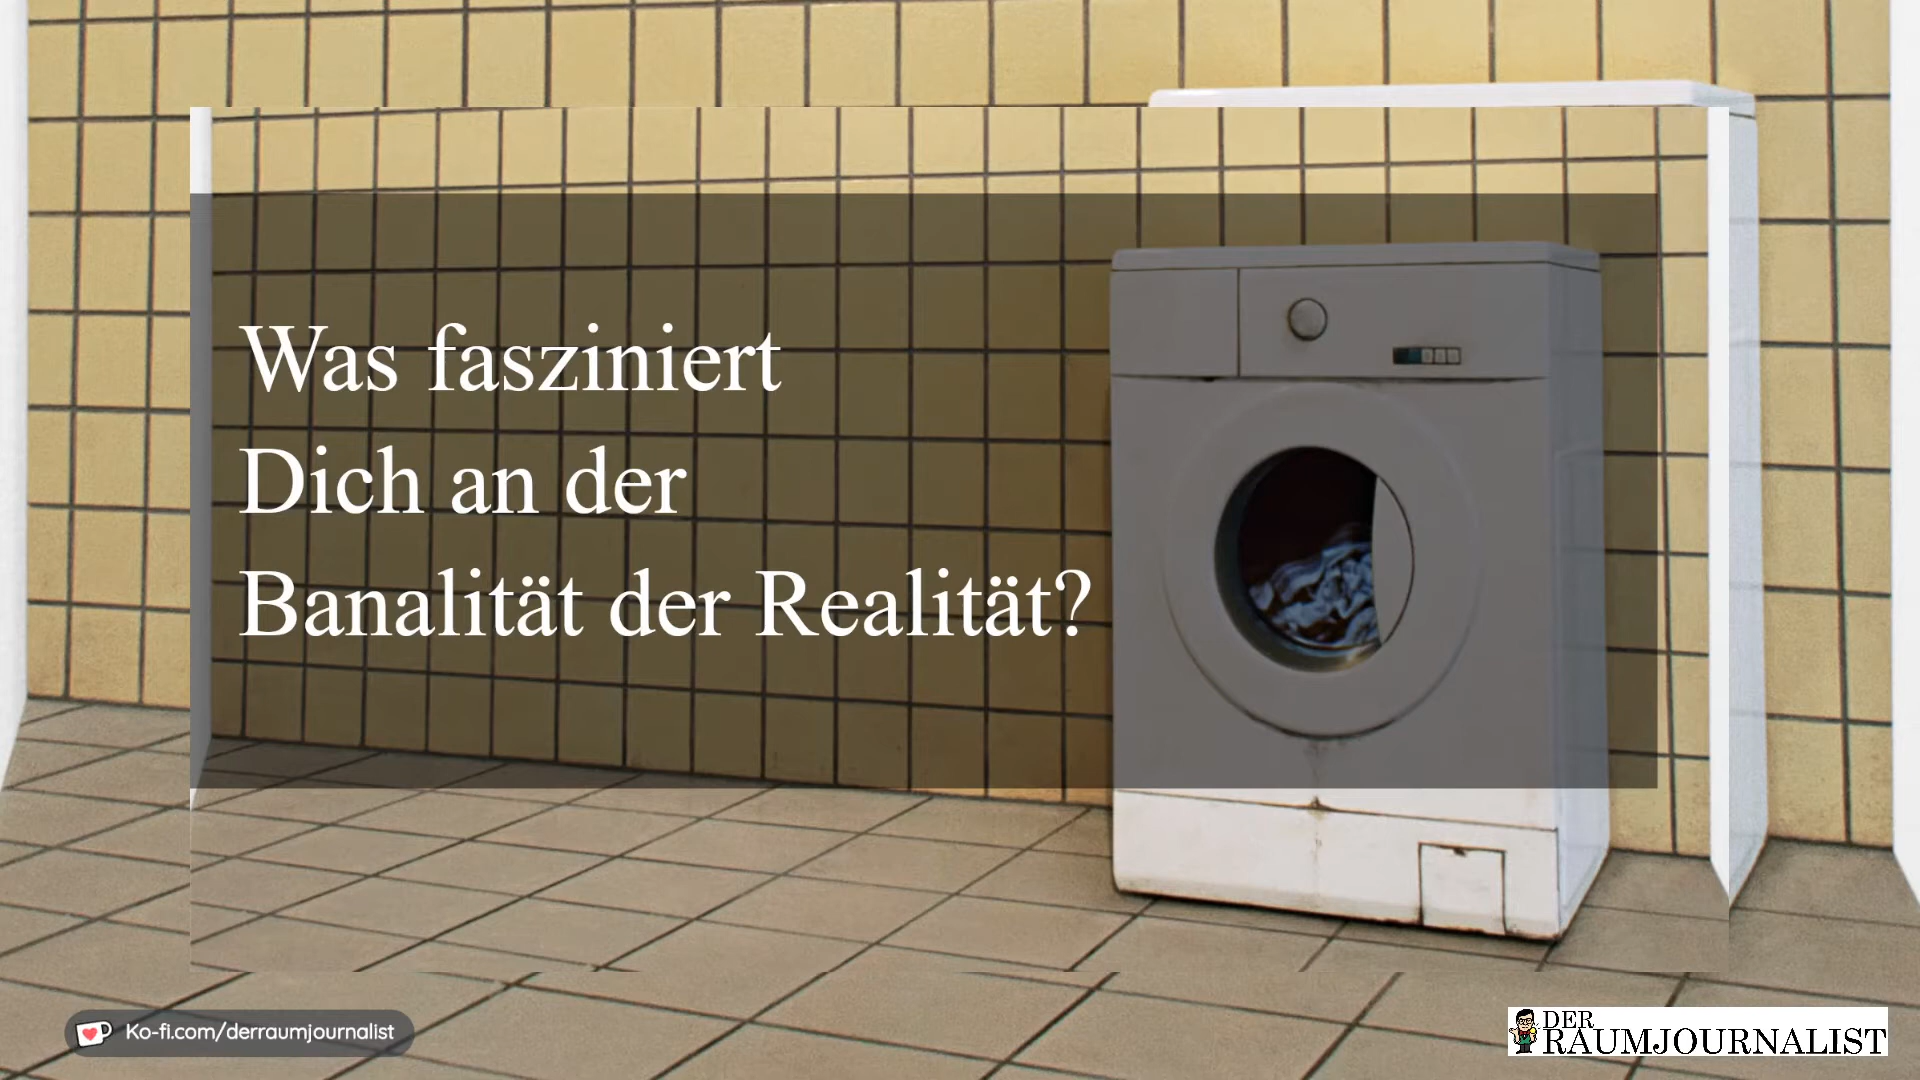 Was fasziniert
Dich an der
Banalität der Realität?
Ko-fi.com/derraumjournalist
DER
RAUMJOURNALIST